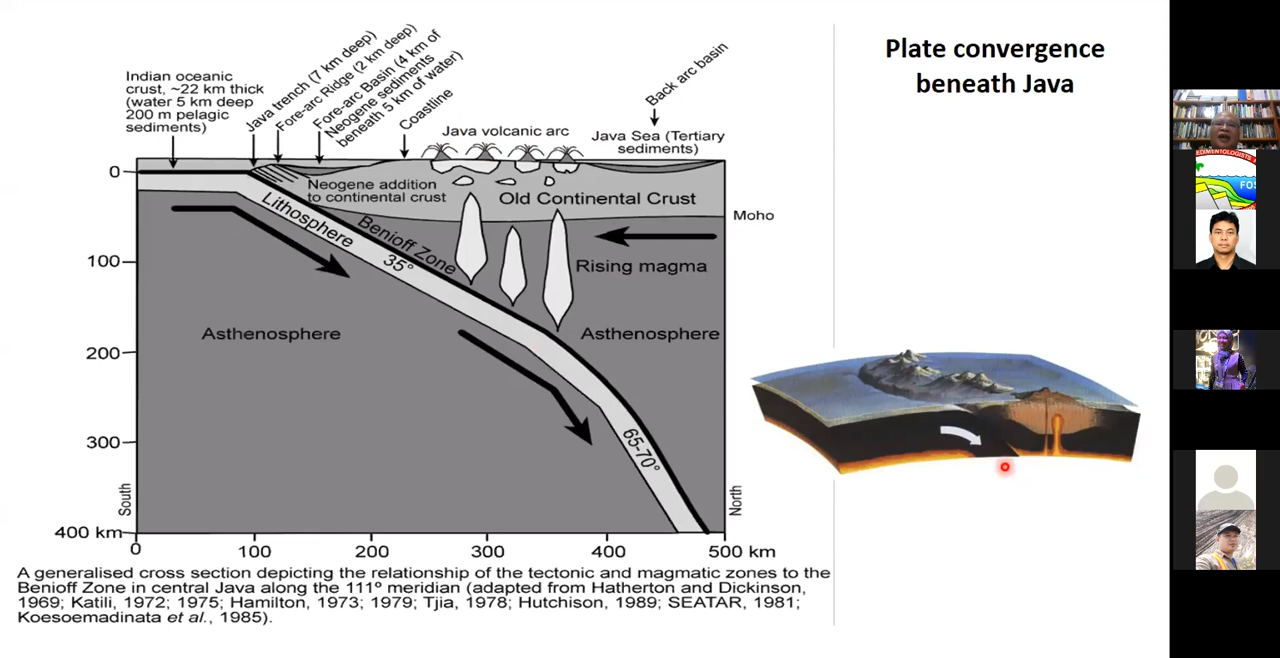 Plate convergence
beneath Java
Indian oceanic
crust, ~22 km thick
(water 5 km deep
200 m pelagic
sediments)
Java trench (7 km deep)
Fore-arc Ridge (2 km deep)
Fore-arc Basin (4 km of
Neogene sediments
beneath 5 km of water)
Coastline
Java volcanic arc
Back arc basin
Java Sea (Tertiary
sediments)
0
Neogene addition
to continental crust
Old Continental Crust
Moho
Lithosphere
Benioff Zone
35°
100
Rising magma
Asthenosphere
Asthenosphere
200
300
65-70°
South
North
400 km
0
100
200
300
400
500 km
A generalised cross section depicting the relationship of the tectonic and magmatic zones to the
Benioff Zone in central Java along the 111º meridian (adapted from Hatherton and Dickinson,
1969; Katili, 1972; 1975; Hamilton, 1973; 1979; Tjia, 1978; Hutchison, 1989; SEATAR, 1981;
Koesoemadinata et al., 1985).
EDIMENTOLOGISTS
FOS